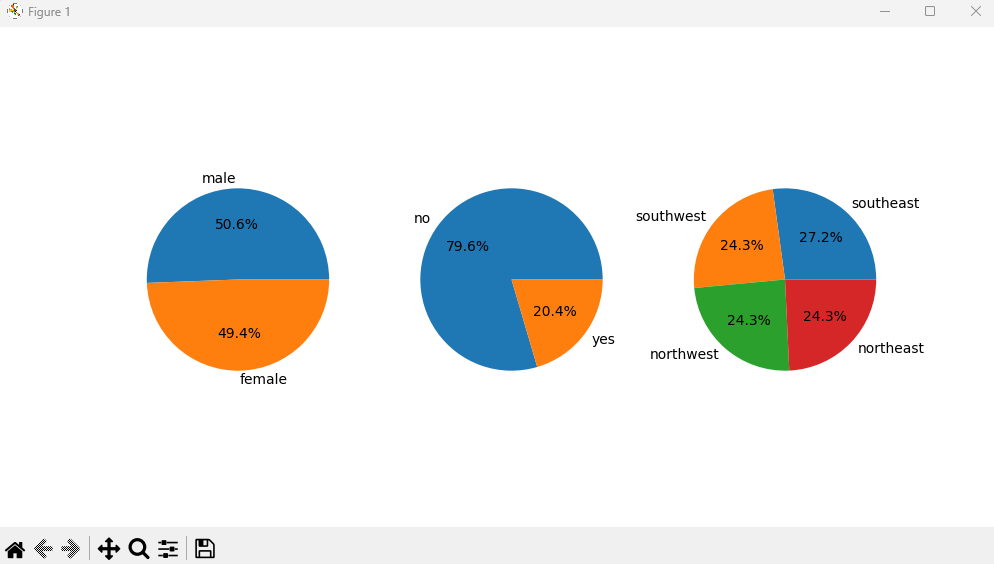 Figure 1
male
50.6%
49.4%
female
no
79.6%
20.4%
yes
southeast
27.2%
southwest
24.3%
northwest
24.3%
northeast
24.3%